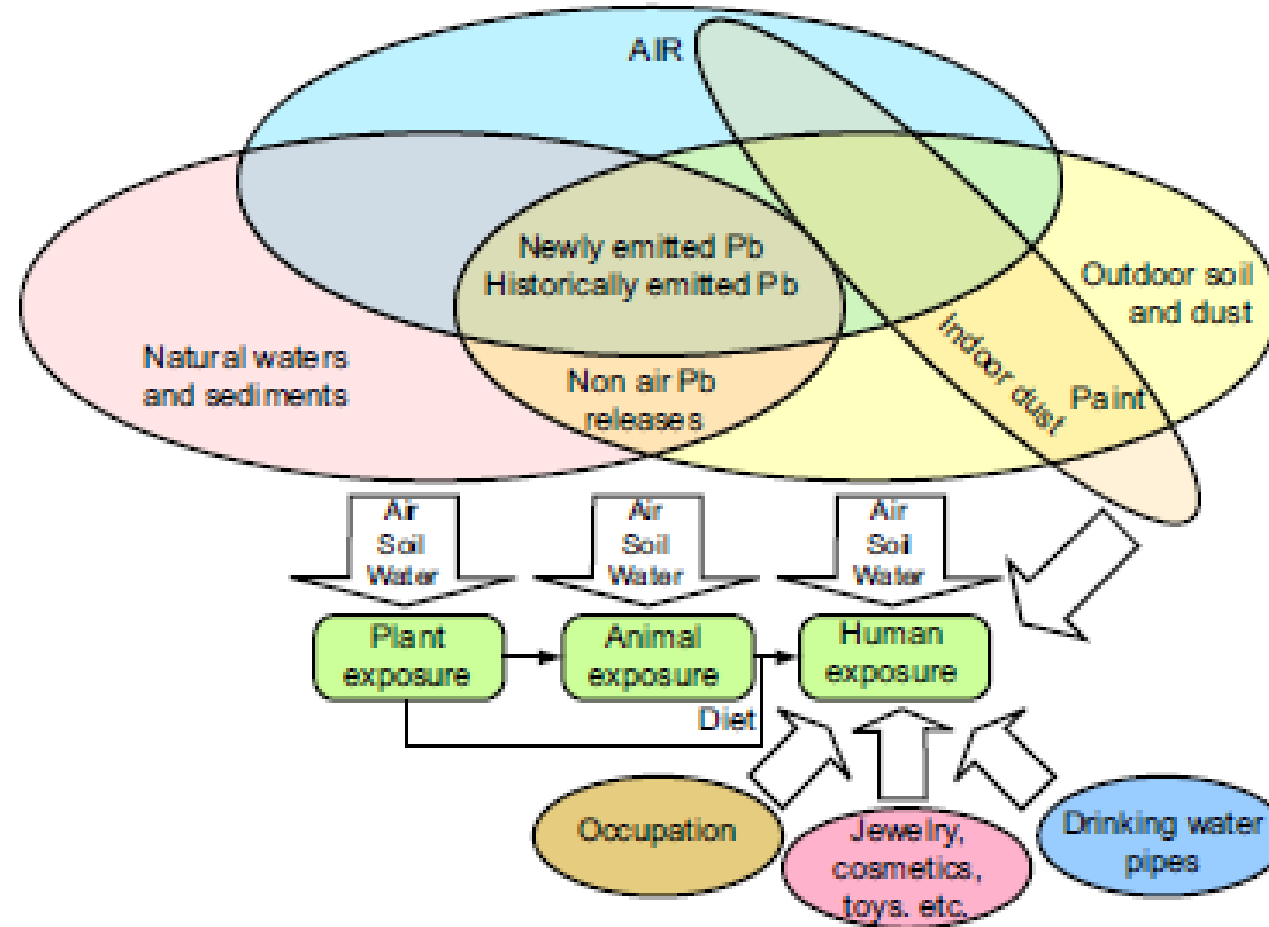 AIR
Newly emitted Pb
Historically emitted Pb
Outdoor soil
and dust
Natural waters
and sediments
Non air Pb
releases
Indoor dust
Paint
Air
Soil
Water
Air
Soil
Water
Air
Soil
Water
Plant
exposure
Animal
exposure
Human
exposure
Diet
Occupation
Jewelry,
cosmetics,
toys. etc.
Drinking water
pipes